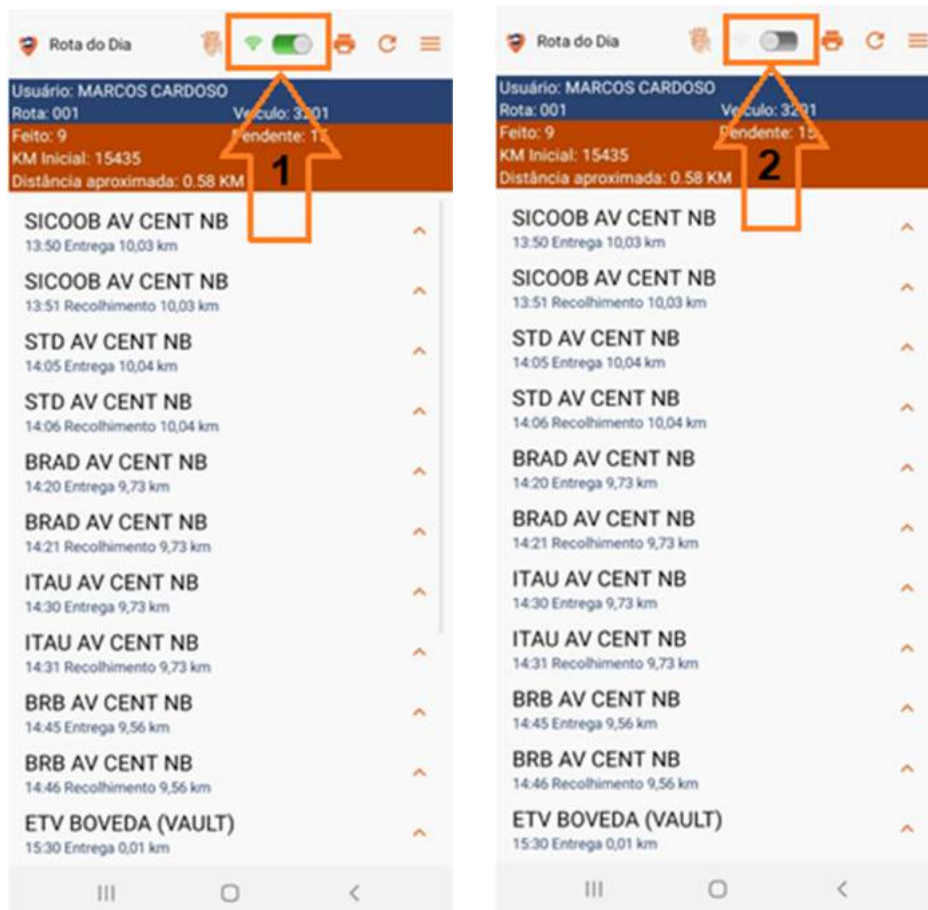 Rota do Dia
Usuário: MARCOS CARDOSO
Rota: 001 Veículo: 3201
Feito: 9 Pendente: 15
KM Inicial: 15435
Distância aproximada: 0.58 KM
1
SICOOB AV CENT NB
13:50 Entrega 10,03 km
SICOOB AV CENT NB
13:51 Recolhimento 10,03 km
STD AV CENT NB
14:05 Entrega 10,04 km
STD AV CENT NB
14:06 Recolhimento 10,04 km
BRAD AV CENT NB
14:20 Entrega 9,73 km
BRAD AV CENT NB
14:21 Recolhimento 9,73 km
ITAU AV CENT NB
14:30 Entrega 9,73 km
ITAU AV CENT NB
14:31 Recolhimento 9,73 km
BRB AV CENT NB
14:45 Entrega 9,56 km
BRB AV CENT NB
14:46 Recolhimento 9,56 km
ETV BOVEDA (VAULT)
15:30 Entrega 0,01 km
Rota do Dia
Usuário: MARCOS CARDOSO
Rota: 001 Veículo: 3201
Feito: 9 Pendente: 15
KM Inicial: 15435
Distância aproximada: 0.58 KM
2
SICOOB AV CENT NB
13:50 Entrega 10,03 km
SICOOB AV CENT NB
13:51 Recolhimento 10,03 km
STD AV CENT NB
14:05 Entrega 10,04 km
STD AV CENT NB
14:06 Recolhimento 10,04 km
BRAD AV CENT NB
14:20 Entrega 9,73 km
BRAD AV CENT NB
14:21 Recolhimento 9,73 km
ITAU AV CENT NB
14:30 Entrega 9,73 km
ITAU AV CENT NB
14:31 Recolhimento 9,73 km
BRB AV CENT NB
14:45 Entrega 9,56 km
BRB AV CENT NB
14:46 Recolhimento 9,56 km
ETV BOVEDA (VAULT)
15:30 Entrega 0,01 km